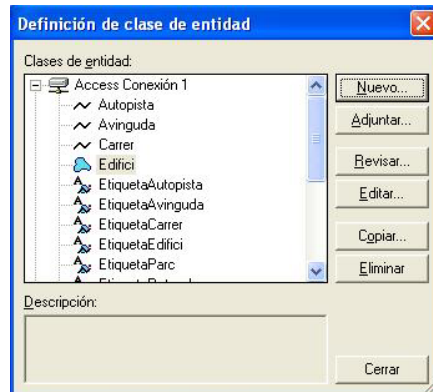 Definición de clase de entidad
Clases de entidad:
Access Conexión 1
Autopista
Avinguda
Carrer
Edifici
EtiquetaAutopista
EtiquetaAvinguda
EtiquetaCarrer
EtiquetaEdifici
EtiquetaParc
Nuevo...
Adjuntar...
Revisar...
Editar...
Copiar...
Eliminar
Descripción:
Cerrar